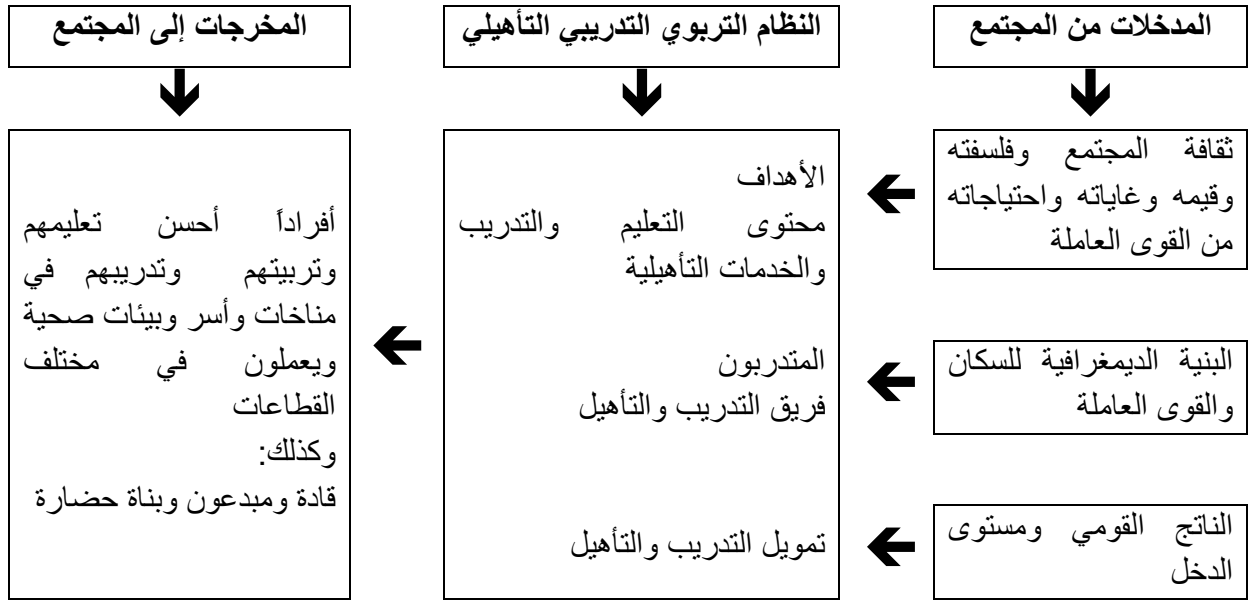 المدخلات من المجتمع
النظام التربوي التدريبي التأهيلي
المخرجات إلى المجتمع
ثقافة المجتمع وفلسفته
وقيمه وغاياته واحتياجاته
من القوى العاملة
البنية الديمغرافية للسكان
والقوى العاملة
الناتج القومي ومستوى
الدخل
الأهداف
محتوى التعليم والتدريب
والخدمات التأهيلية
المتدربون
فريق التدريب والتأهيل
تمويل التدريب والتأهيل
أفراداً أحسن تعليمهم
وتربيتهم وتدريبهم في
مناخات وأسر وبيئات صحية
ويعملون في مختلف
القطاعات
وكذلك:
قادة ومبدعون وبناة حضارة